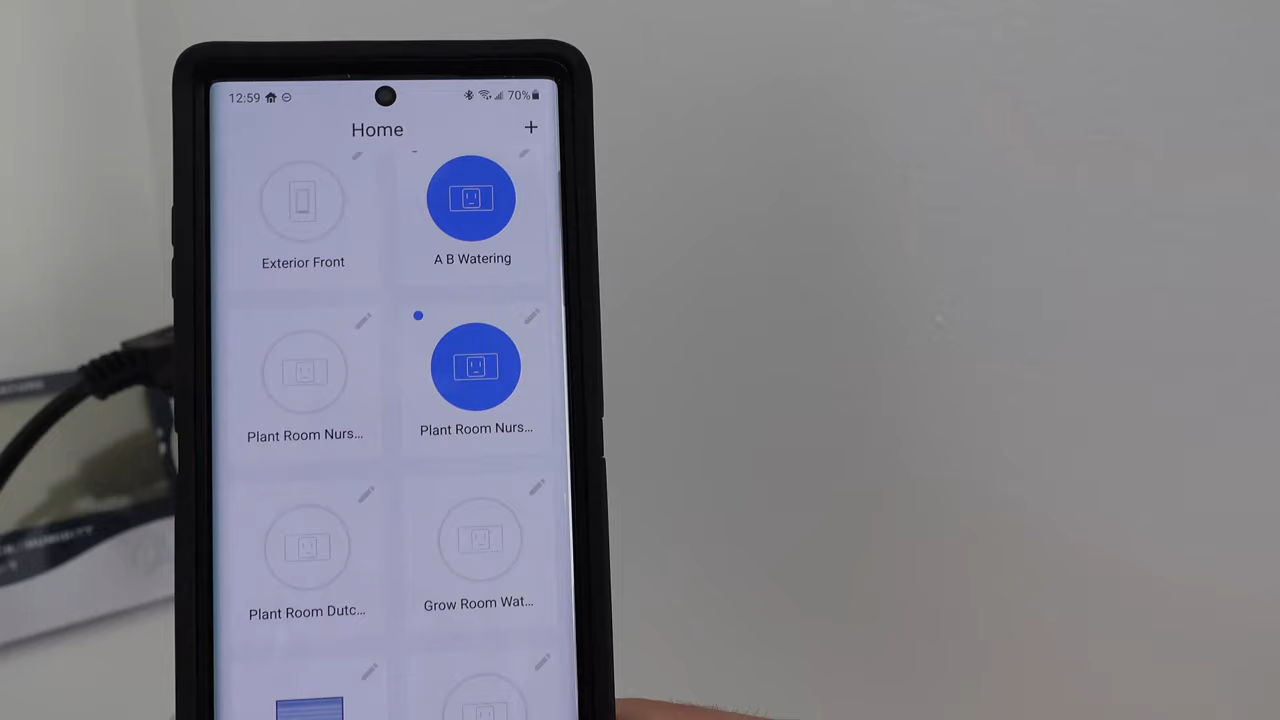 12:59
70%
Home
+
Exterior Front
A B Watering
Plant Room Nurs...
Plant Room Nurs...
Plant Room Dutc...
Grow Room Wat...